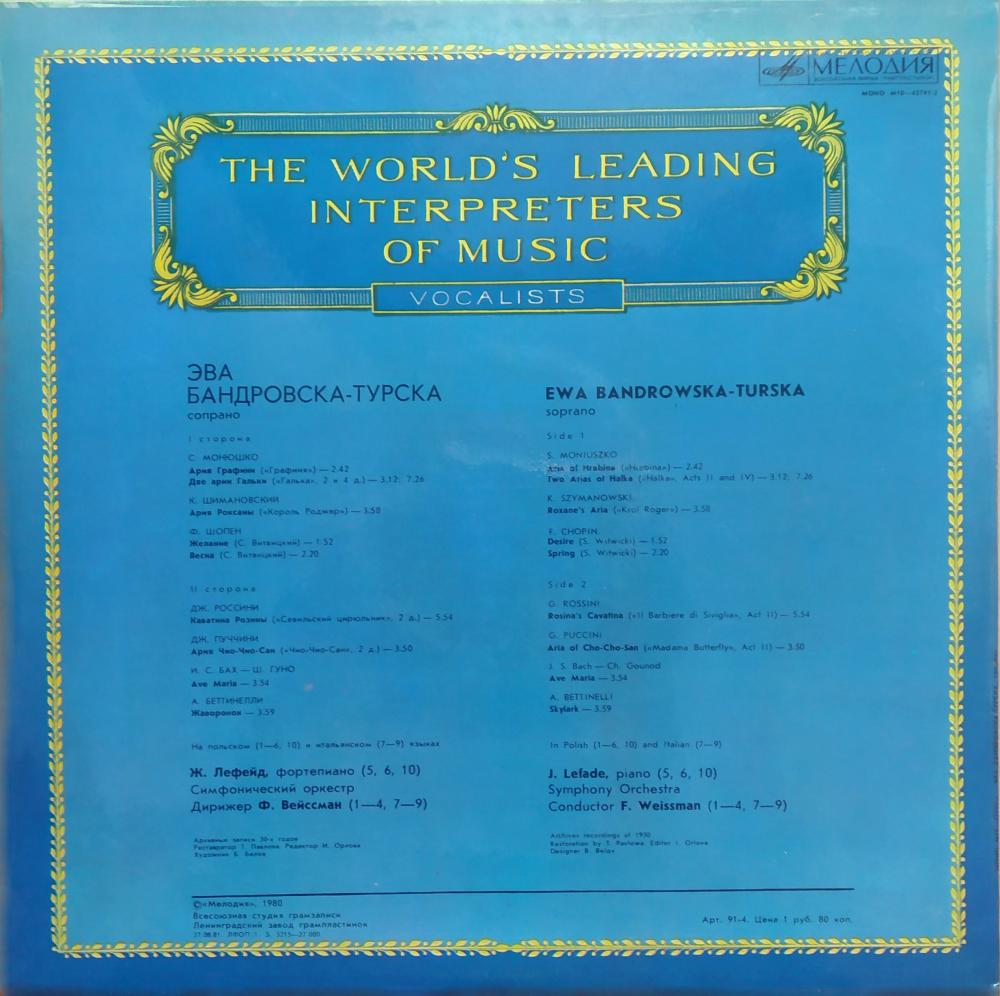 МЕЛОДИЯ
ВСЕСОЮЗНАЯ ФИРМА ГРАМПЛАСТИНОК
MONO М10—42791-2
THE WORLD'S LEADING
INTERPRETERS
OF MUSIC
VOCALISTS
ЭВА
БАНДРОВСКА-ТУРСКА
сопрано
I сторона
С. МОНЮШКО
Ария Графини («Графиня») — 2.42
Две арии Гальки («Галька», 2 и 4 д.) — 3.12; 7.26
К. ШИМАНОВСКИЙ
Ария Роксаны («Король Роджер») — 3.58
Ф. ШОПЕН
Желание (С. Витвицкий) — 1.52
Весна (С. Витвицкий) — 2.20
II сторона
ДЖ. РОССИНИ
Каватина Розины («Севильский цирюльник», 2 д.) — 5.54
ДЖ. ПУЧЧИНИ
Ария Чио-Чио-Сан («Чио-Чио-Сан», 2 д.) — 3.50
И. С. БАХ — Ш. ГУНО
Ave Maria — 3.54
А. БЕТТИНЕЛЛИ
Жаворонок — 3.59
На польском (1—6, 10) и итальянском (7—9) языках
Ж. Лефейд, фортепиано (5, 6, 10)
Симфонический оркестр
Дирижер Ф. Вейссман (1—4, 7—9)
Архивные записи 30-х годов
Реставратор Т. Павлова. Редактор И. Орлова
Художник Б. Белов
EWA BANDROWSKA-TURSKA
soprano
Side 1
S. MONIUSZKO
Aria of Hrabina («Hrabina») — 2.42
Two Arias of Halka («Halka», Acts II and IV) — 3.12; 7.26
K. SZYMANOWSKI
Roxane's Aria («Krol Roger») — 3.58
F. CHOPIN
Desire (S. Witwicki) — 1.52
Spring (S. Witwicki) — 2.20
Side 2
G. ROSSINI
Rosina's Cavatina («Il Barbiere di Siviglia», Act II) — 5.54
G. PUCCINI
Aria of Cho-Cho-San («Madama Butterfly», Act II) — 3.50
J. S. Bach — Ch. Gounod
Ave Maria — 3.54
A. BETTINELLI
Skylark — 3.59
In Polish (1—6, 10) and Italian (7—9)
J. Lefade, piano (5, 6, 10)
Symphony Orchestra
Conductor F. Weissman (1—4, 7—9)
Archives recordings of 1930
Restoration by T. Pavlowa. Editor I. Orlova
Designer B. Belov
©«Мелодия», 1980
Всесоюзная студия грамзаписи
Ленинградский завод грампластинок
27.08.81. ЛФОП 1. З. 3215—27 000
Арт. 91-4. Цена 1 руб. 80 коп.